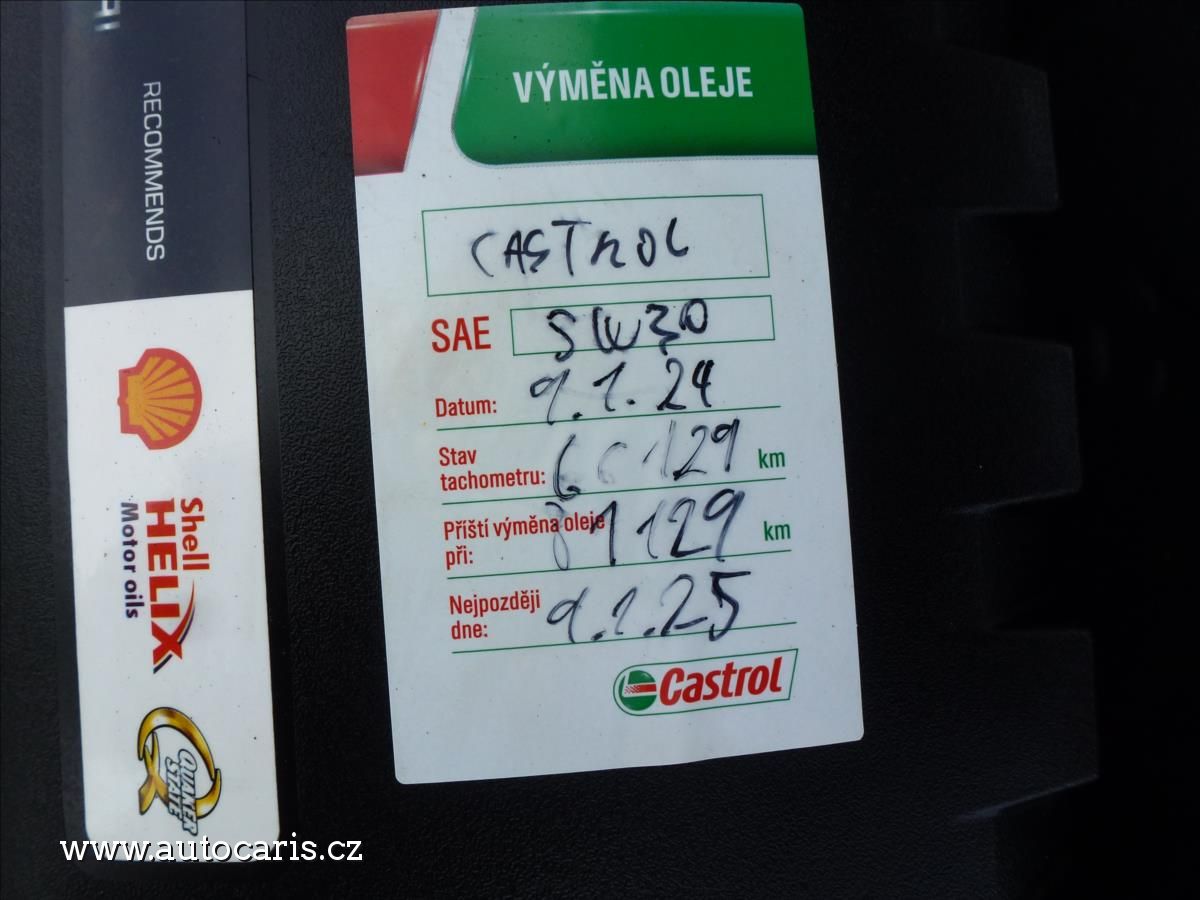 RECOMMENDS
Shell
HELIX
Motor oils
QUAKER
STATE
VÝMĚNA OLEJE
CASTROL
SAE 5W30
Datum: 9.1.24
Stav
tachometru: 66129 km
Příští výměna oleje
při: 81129 km
Nejpozději
dne: 9.1.25
Castrol
www.autocaris.cz